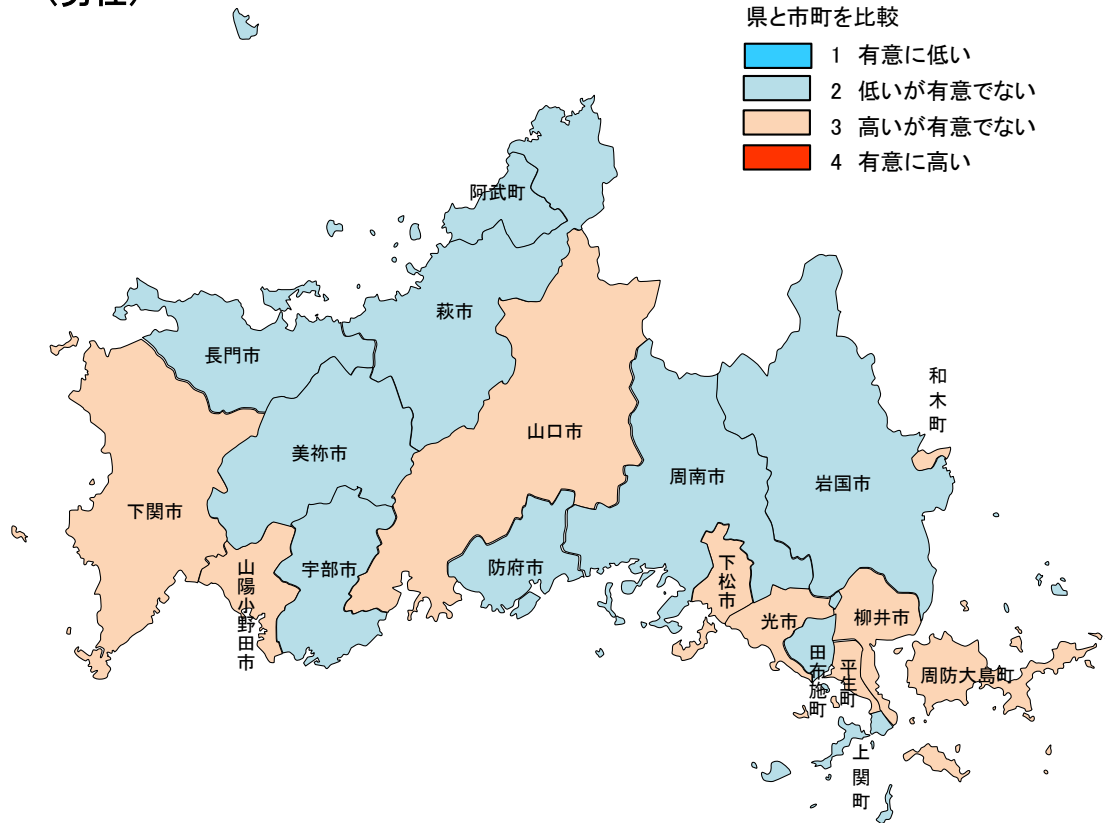 (男性)
県と市町を比較
1 有意に低い
2 低いが有意でない
3 高いが有意でない
4 有意に高い
阿武町
萩市
長門市
和木町
山口市
美祢市
周南市
岩国市
下関市
山陽小野田市
宇部市
防府市
下松市
光市
柳井市
田布施町
平生町
周防大島町
上関町